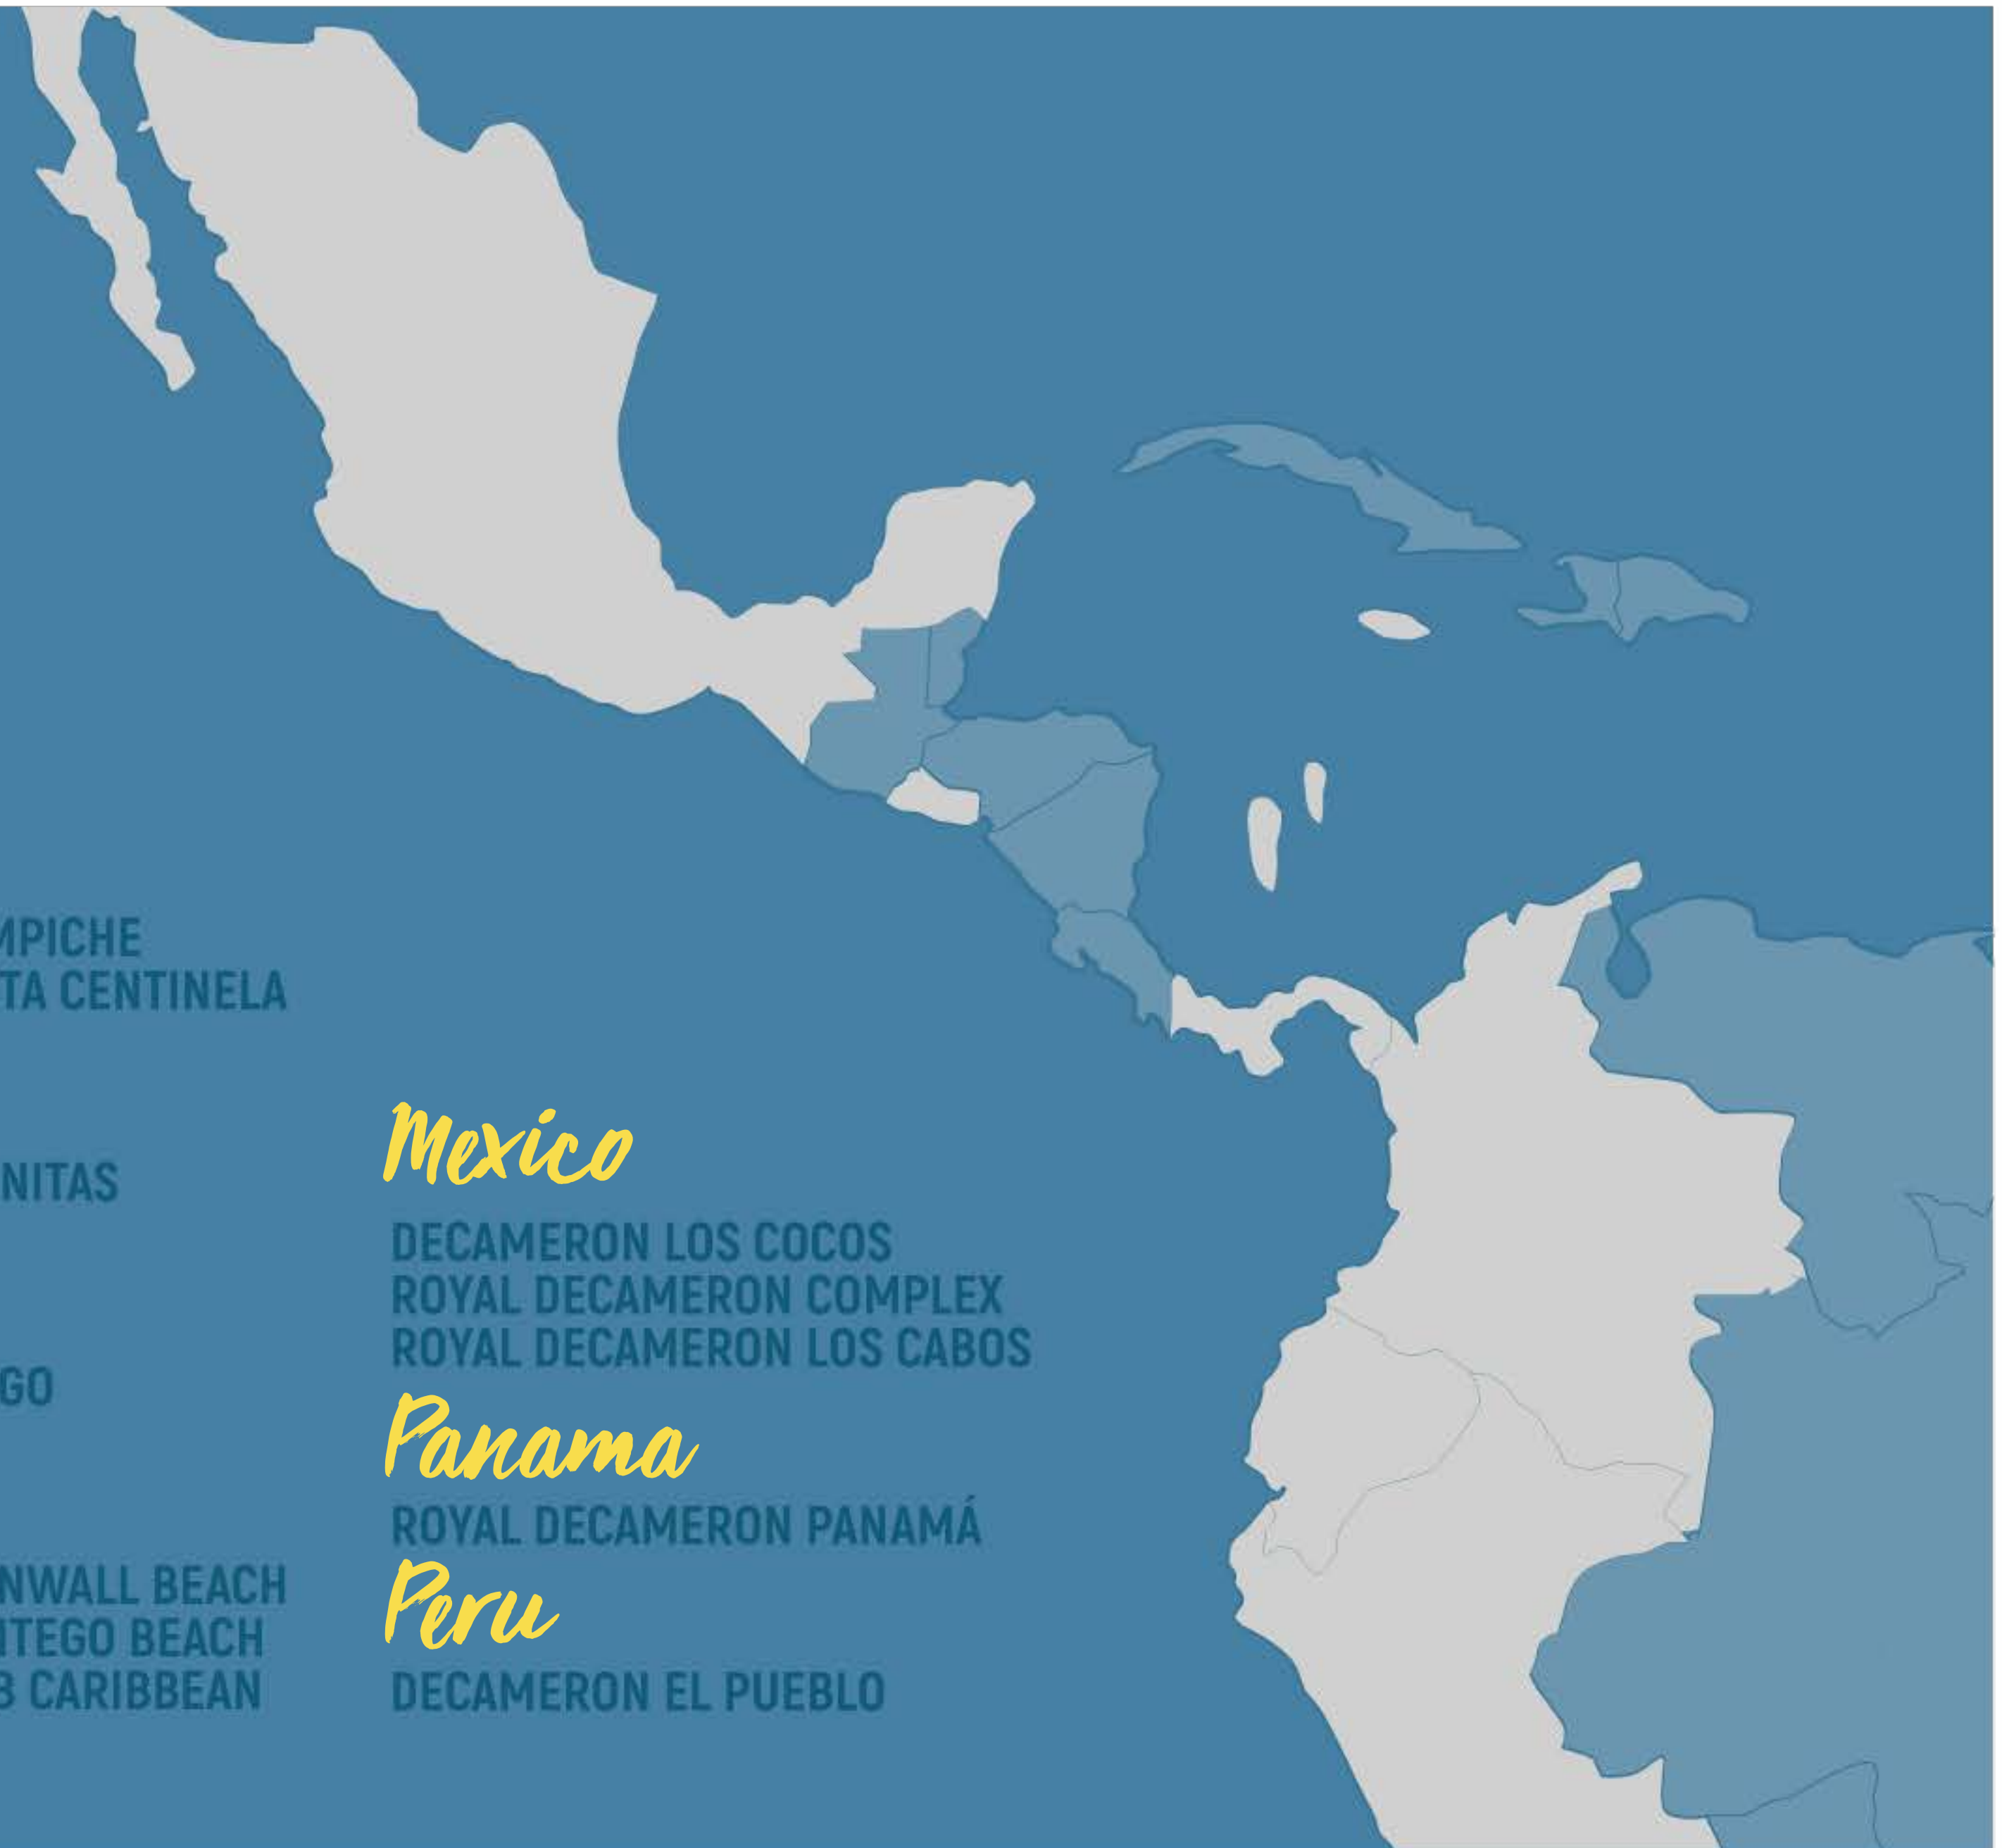 MPICHE
TA CENTINELA
NITAS
GO
NWALL BEACH
NTEGO BEACH
B CARIBBEAN
Mexico
DECAMERON LOS COCOS
ROYAL DECAMERON COMPLEX
ROYAL DECAMERON LOS CABOS
Panama
ROYAL DECAMERON PANAMÁ
Peru
DECAMERON EL PUEBLO